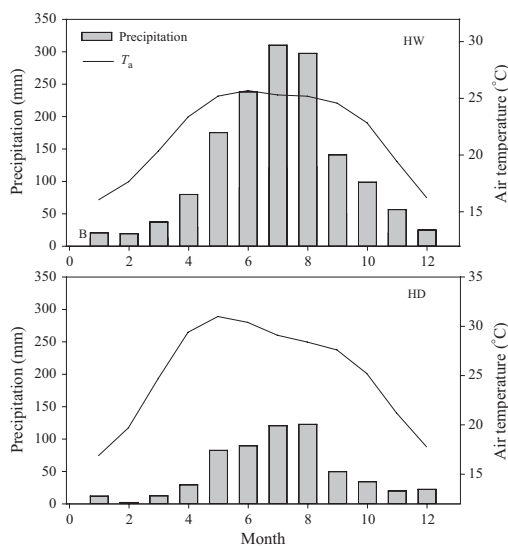 350
300
250
200
150
100
50
0
Precipitation (mm)
Precipitation
Ta
HW
B
30
25
20
15
Air temperature (°C)
0 2 4 6 8 10 12
350
300
250
200
150
100
50
0
Precipitation (mm)
HD
35
30
25
20
15
Air temperature (°C)
0 2 4 6 8 10 12
Month